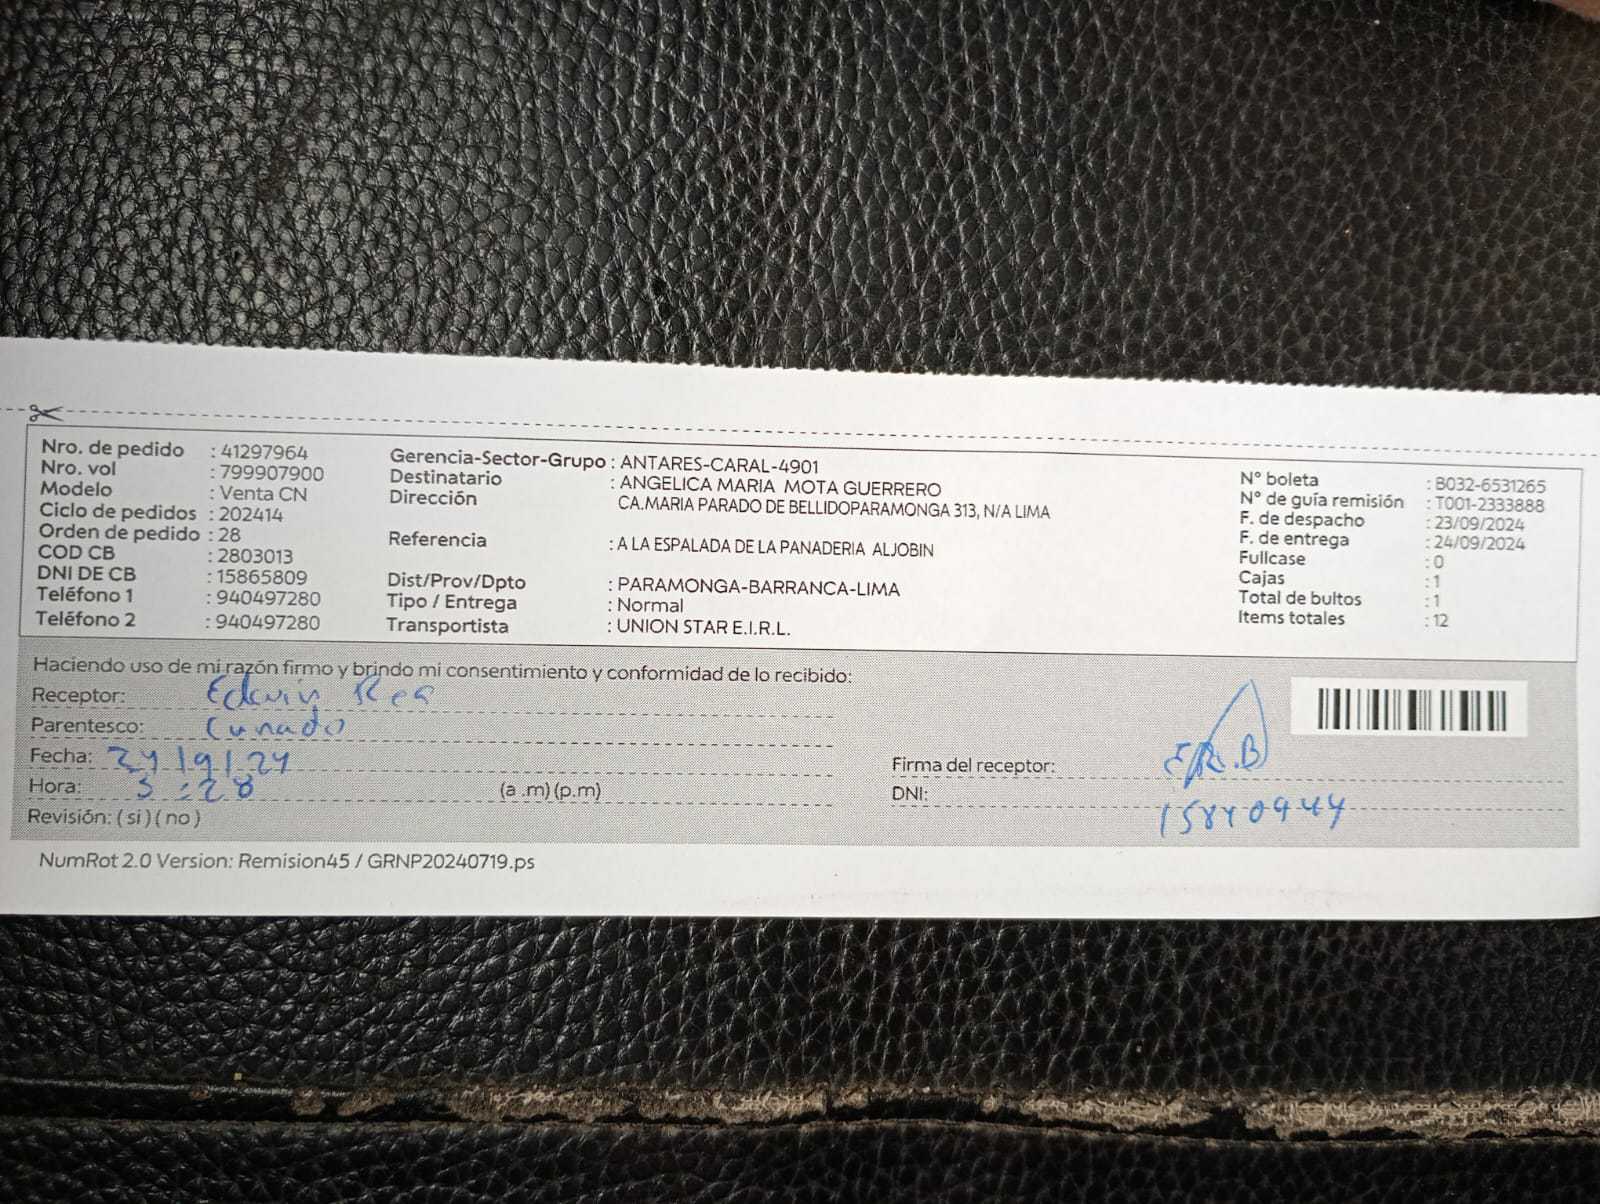 Nro. de pedido : 41297964
Nro. vol : 799907900
Modelo : Venta CN
Ciclo de pedidos : 202414
Orden de pedido : 28
COD CB : 2803013
DNI DE CB : 15865809
Teléfono 1 : 940497280
Teléfono 2 : 940497280
Gerencia-Sector-Grupo : ANTARES-CARAL-4901
Destinatario : ANGELICA MARIA MOTA GUERRERO
Dirección CA.MARIA PARADO DE BELLIDOPARAMONGA 313, N/A LIMA
Referencia : A LA ESPALADA DE LA PANADERIA ALJOBIN
Dist/Prov/Dpto : PARAMONGA-BARRANCA-LIMA
Tipo / Entrega : Normal
Transportista : UNION STAR E.I.R.L.
N° boleta : B032-6531265
N° de guía remisión : T001-2333888
F. de despacho : 23/09/2024
F. de entrega : 24/09/2024
Fullcase : 0
Cajas : 1
Total de bultos : 1
Items totales : 12
Haciendo uso de mi razón firmo y brindo mi consentimiento y conformidad de lo recibido:
Receptor: Edwin
Parentesco: Cunado
Fecha: 24/9/24
Hora: 3:28 (a .m) (p.m)
Revisión: ( si ) ( no )
Firma del receptor: E.R.B
DNI:
NumRot 2.0 Version: Remision45 / GRNP20240719.ps